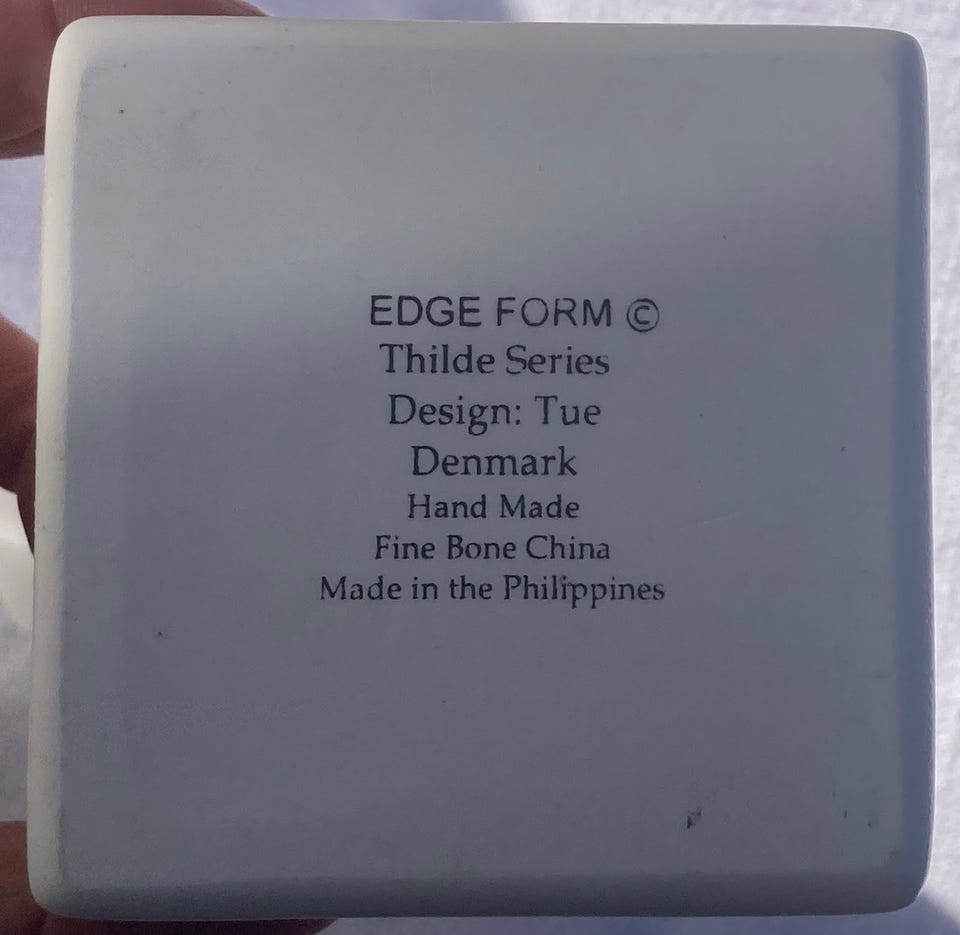 EDGE FORM ©
Thilde Series
Design: Tue
Denmark
Hand Made
Fine Bone China
Made in the Philippines